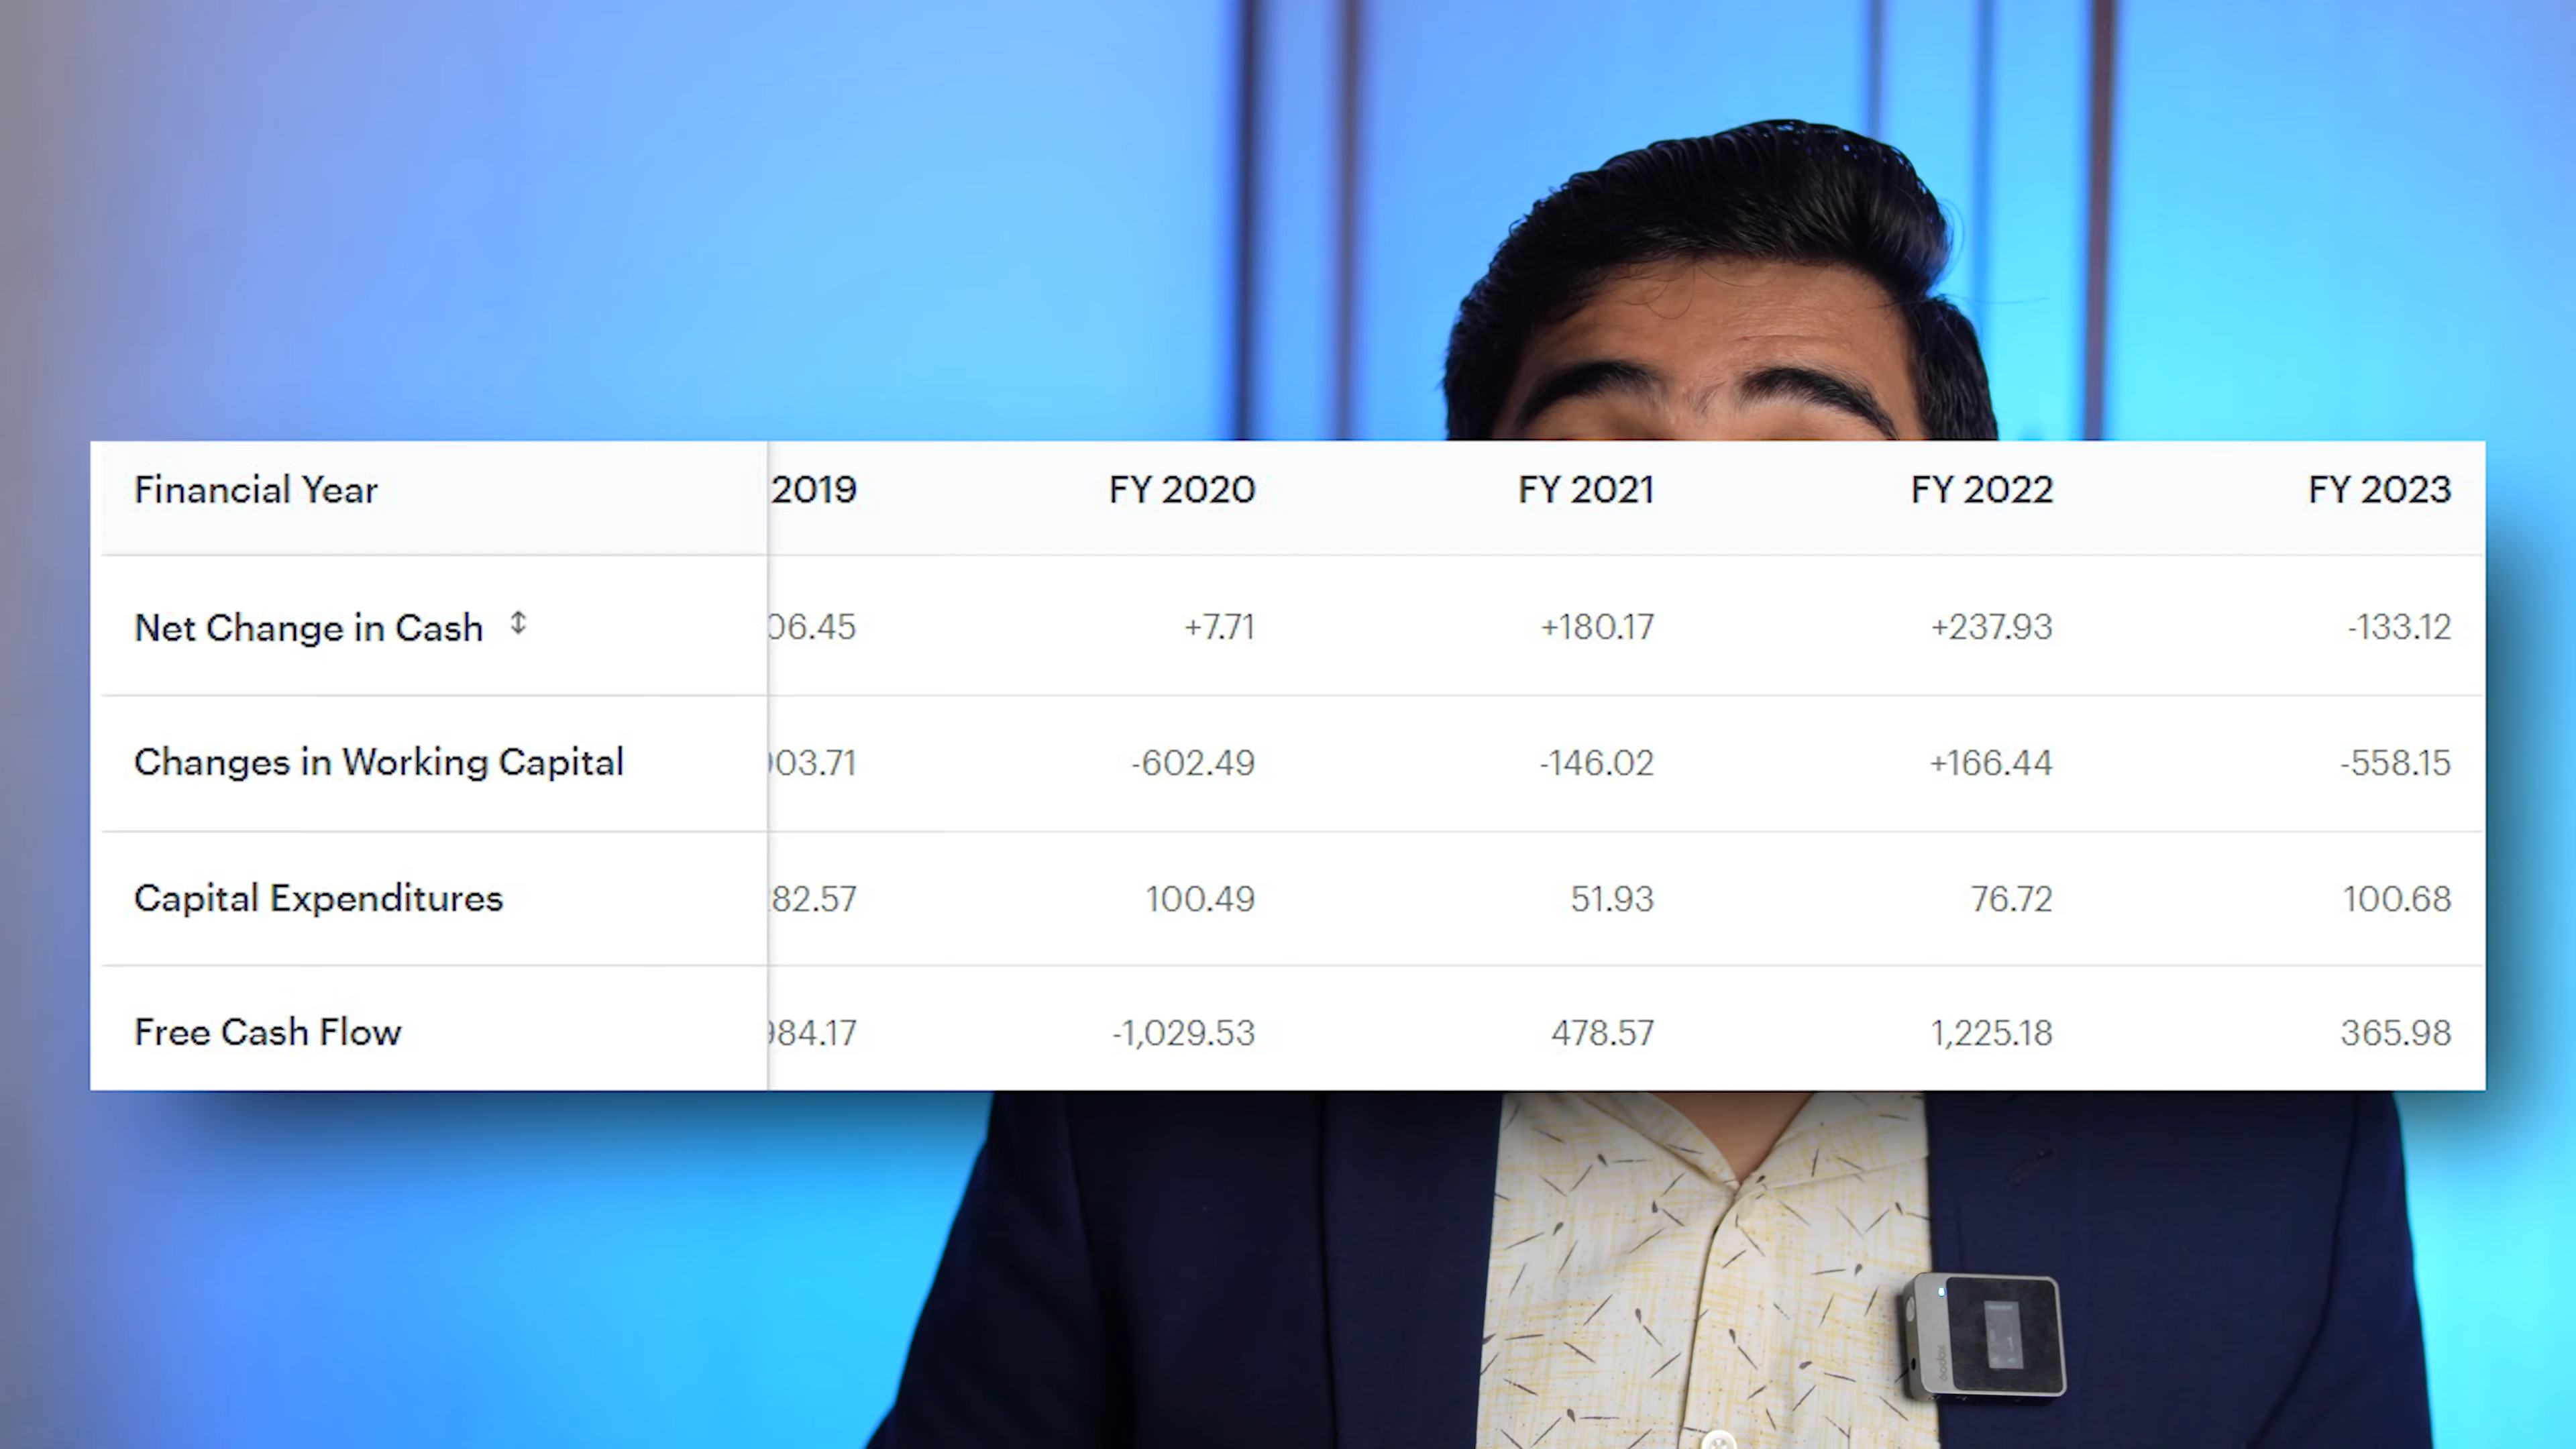 Financial Year 2019 FY 2020 FY 2021 FY 2022 FY 2023
Net Change in Cash 06.45 +7.71 +180.17 +237.93 -133.12
Changes in Working Capital 03.71 -602.49 -146.02 +166.44 -558.15
Capital Expenditures 82.57 100.49 51.93 76.72 100.68
Free Cash Flow 84.17 -1,029.53 478.57 1,225.18 365.98
Godox